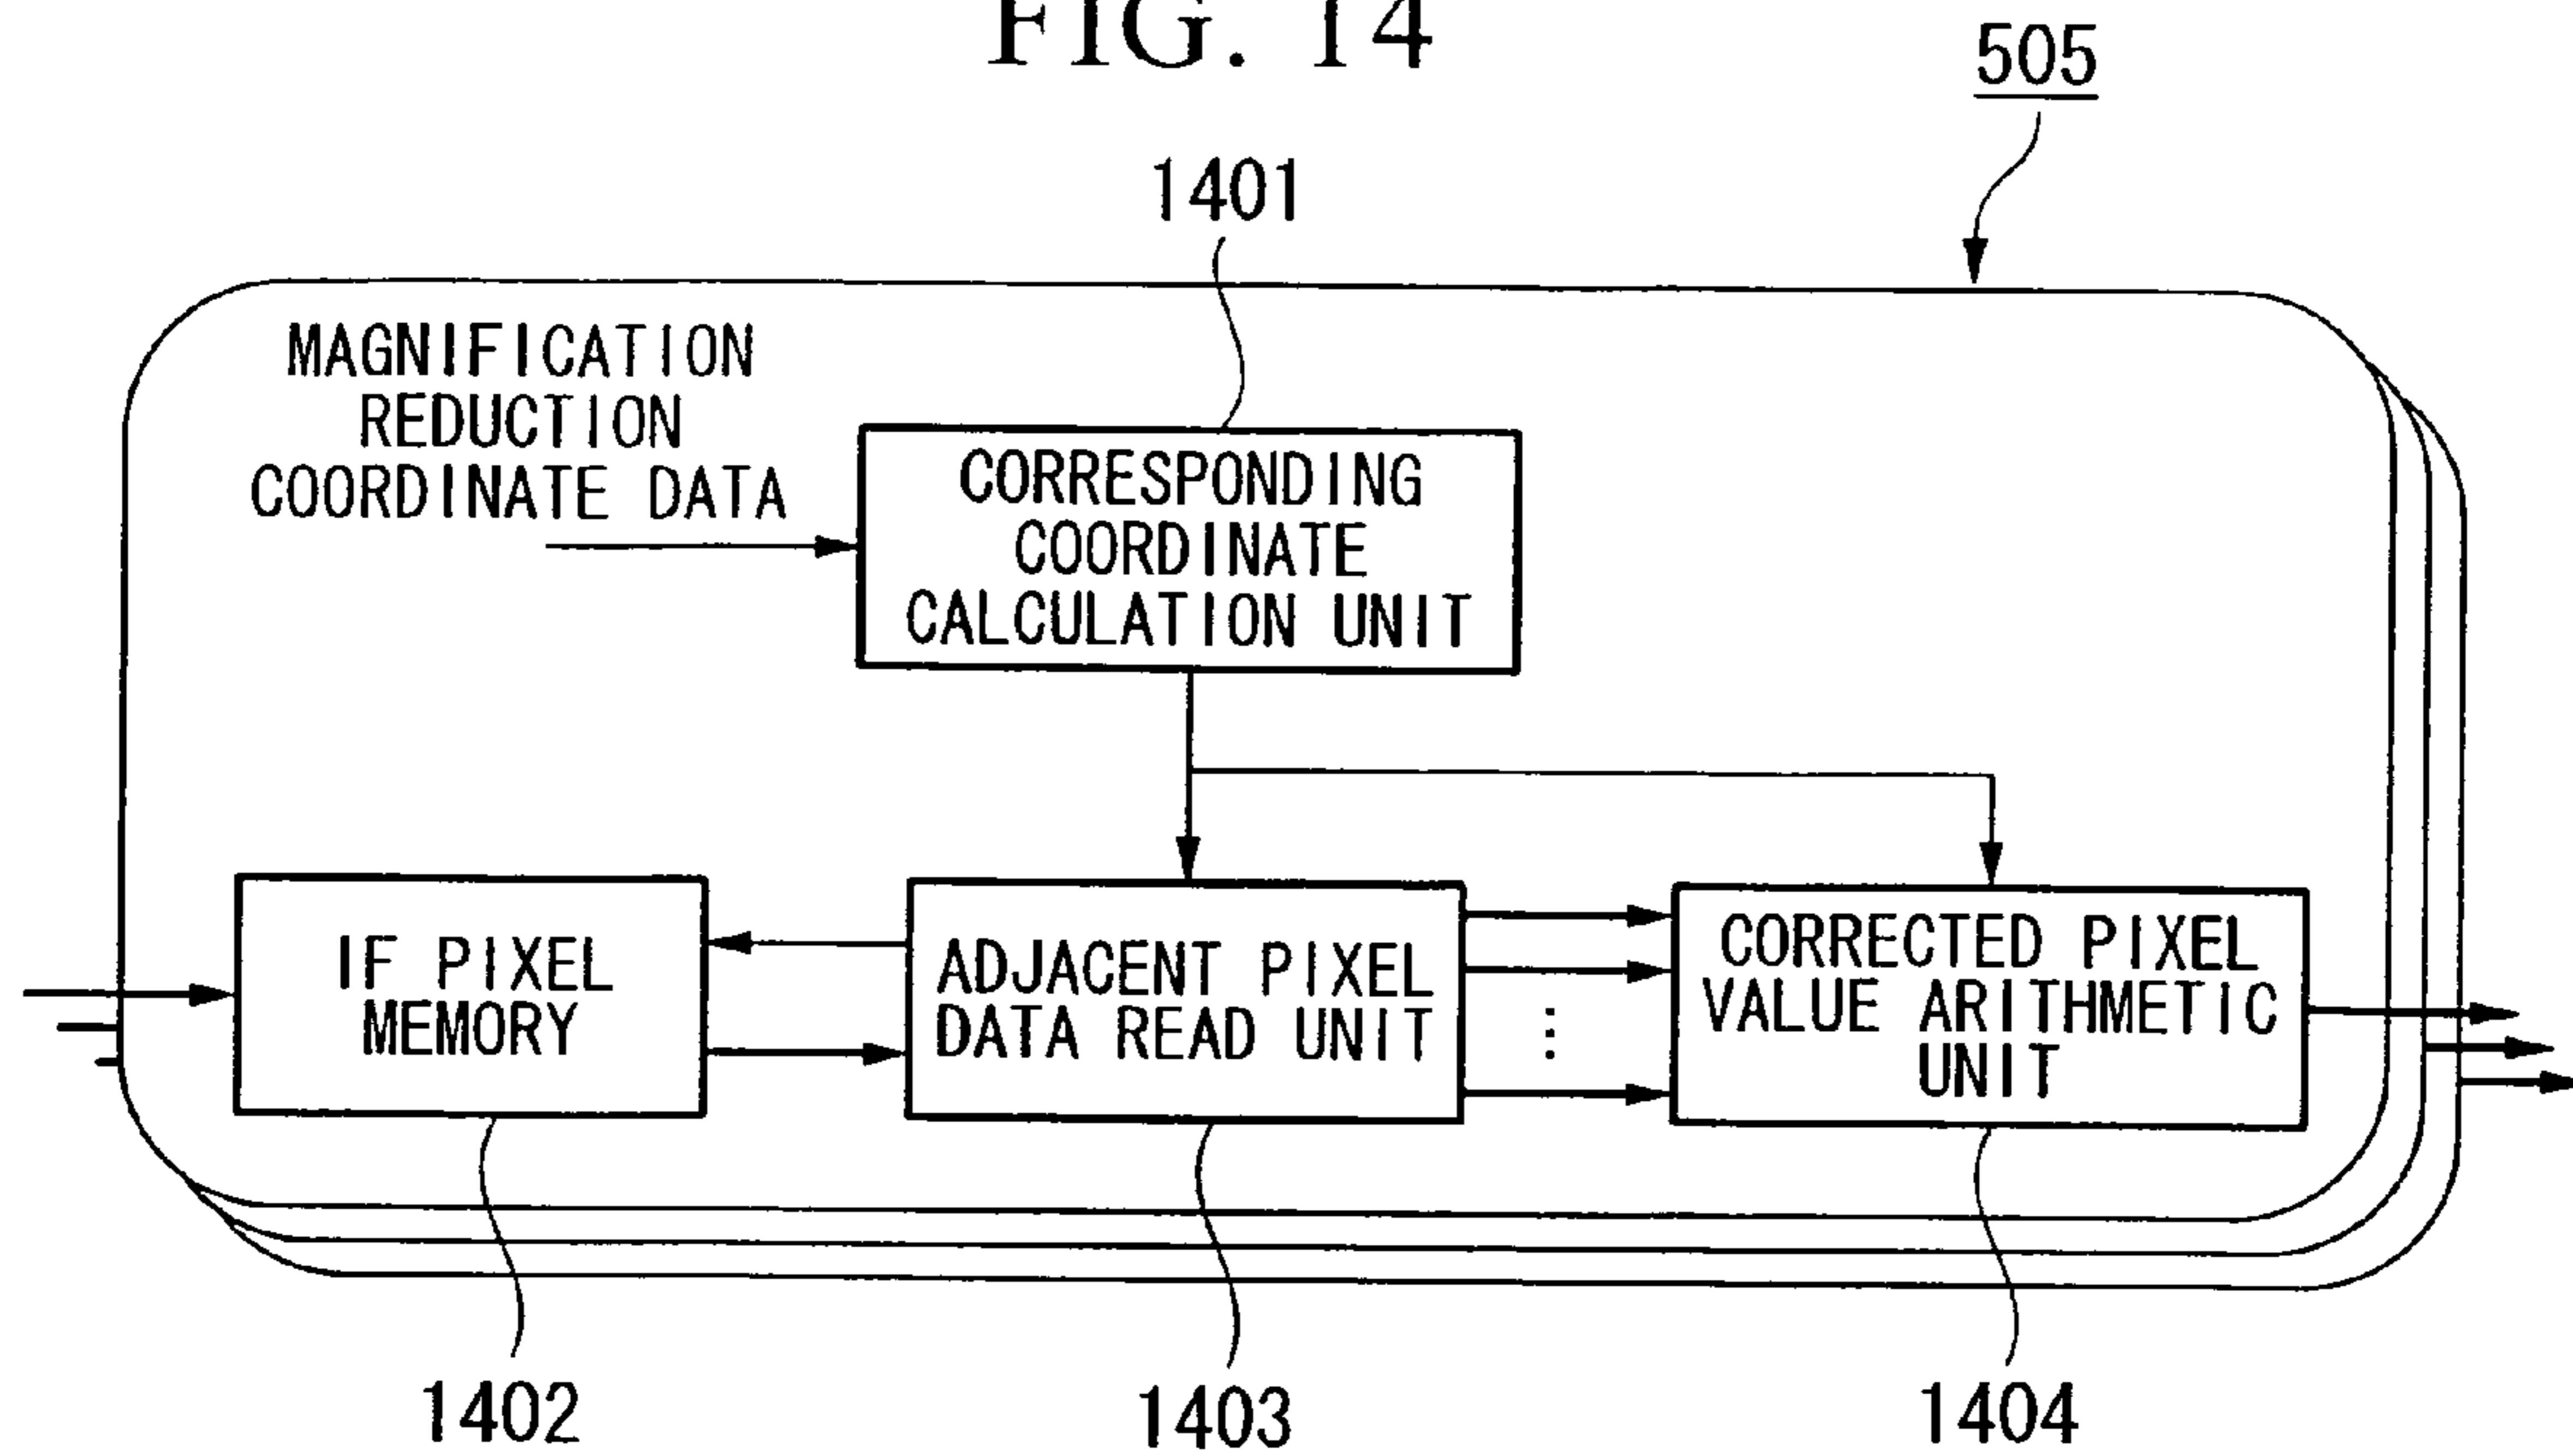 FIG. 14
505
1401
MAGNIFICATION
REDUCTION
COORDINATE DATA
CORRESPONDING
COORDINATE
CALCULATION UNIT
IF PIXEL
MEMORY
ADJACENT PIXEL
DATA READ UNIT
CORRECTED PIXEL
VALUE ARITHMETIC
UNIT
1402
1403
1404